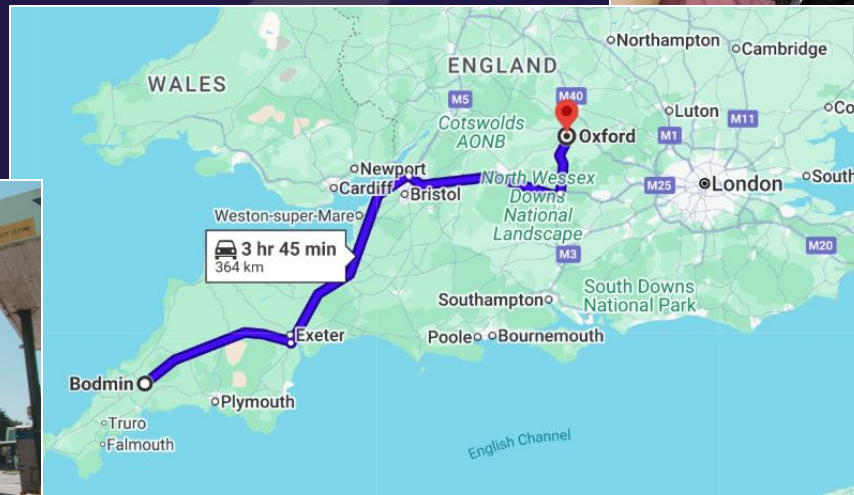 Northampton
Cambridge
ENGLAND
WALES
M5
M40
Luton
M11
Co
Cotswolds
AONB
M1
Oxford
Newport
Cardiff
Bristol
North Wessex
Downs
National
Landscape
M25
London
South
Weston-super-Mare
3 hr 45 min
364 km
M3
M20
South Downs
National Park
Southampton
Exeter
Poole
Bournemouth
Bodmin
Plymouth
Truro
Falmouth
English Channel